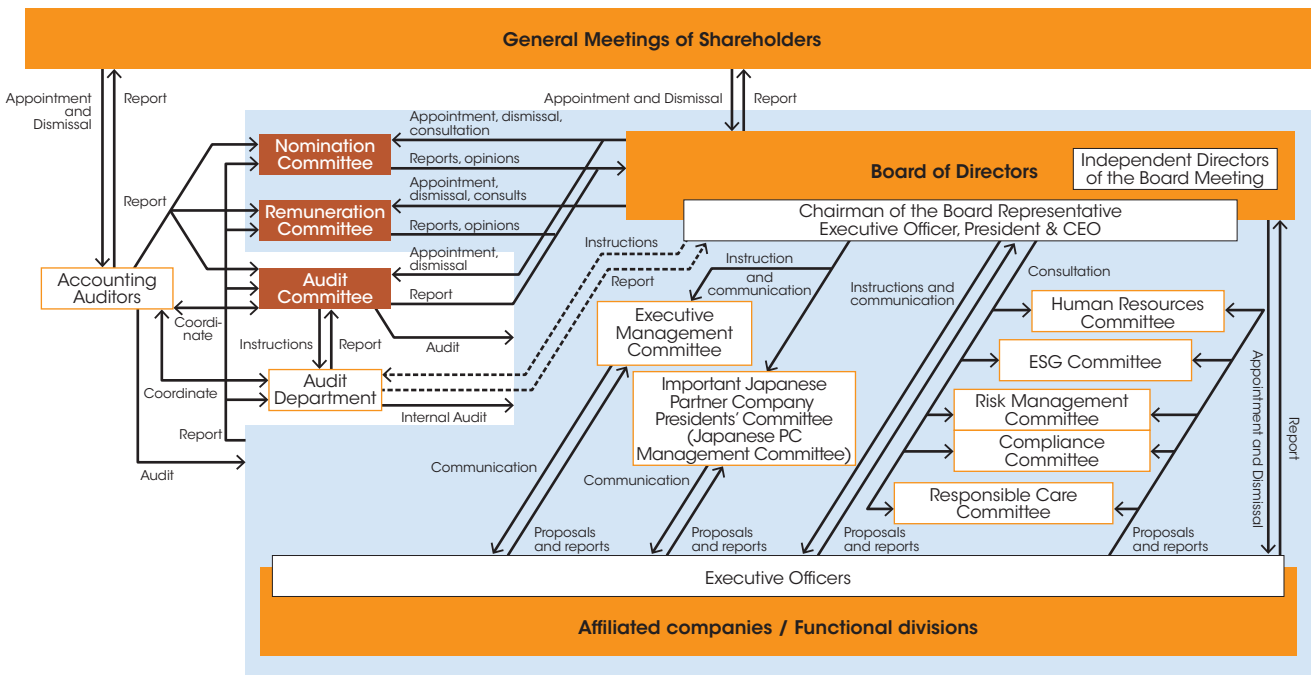 General Meetings of Shareholders
Appointment
and
Dismissal
Report
Appointment and Dismissal
Report
Appointment, dismissal,
consultation
Nomination
Committee
Reports, opinions
Board of Directors
Independent Directors
of the Board Meeting
Appointment,
dismissal, consults
Report
Remuneration
Committee
Reports, opinions
Chairman of the Board Representative
Executive Officer, President & CEO
Instructions
Appointment,
dismissal
Report
Accounting
Auditors
Audit
Committee
Report
Instruction
and
communication
Instructions and
communication
Consultation
Human Resources
Committee
Coordi-
nate
Instructions
Report
Audit
Executive
Management
Committee
ESG Committee
Appointment and Dismissal
Report
Coordinate
Audit
Department
Internal Audit
Important Japanese
Partner Company
Presidents' Committee
(Japanese PC
Management Committee)
Risk Management
Committee
Compliance
Committee
Report
Audit
Communication
Communication
Responsible Care
Committee
Proposals
and reports
Proposals
and reports
Proposals
and reports
Proposals
and reports
Executive Officers
Affiliated companies / Functional divisions